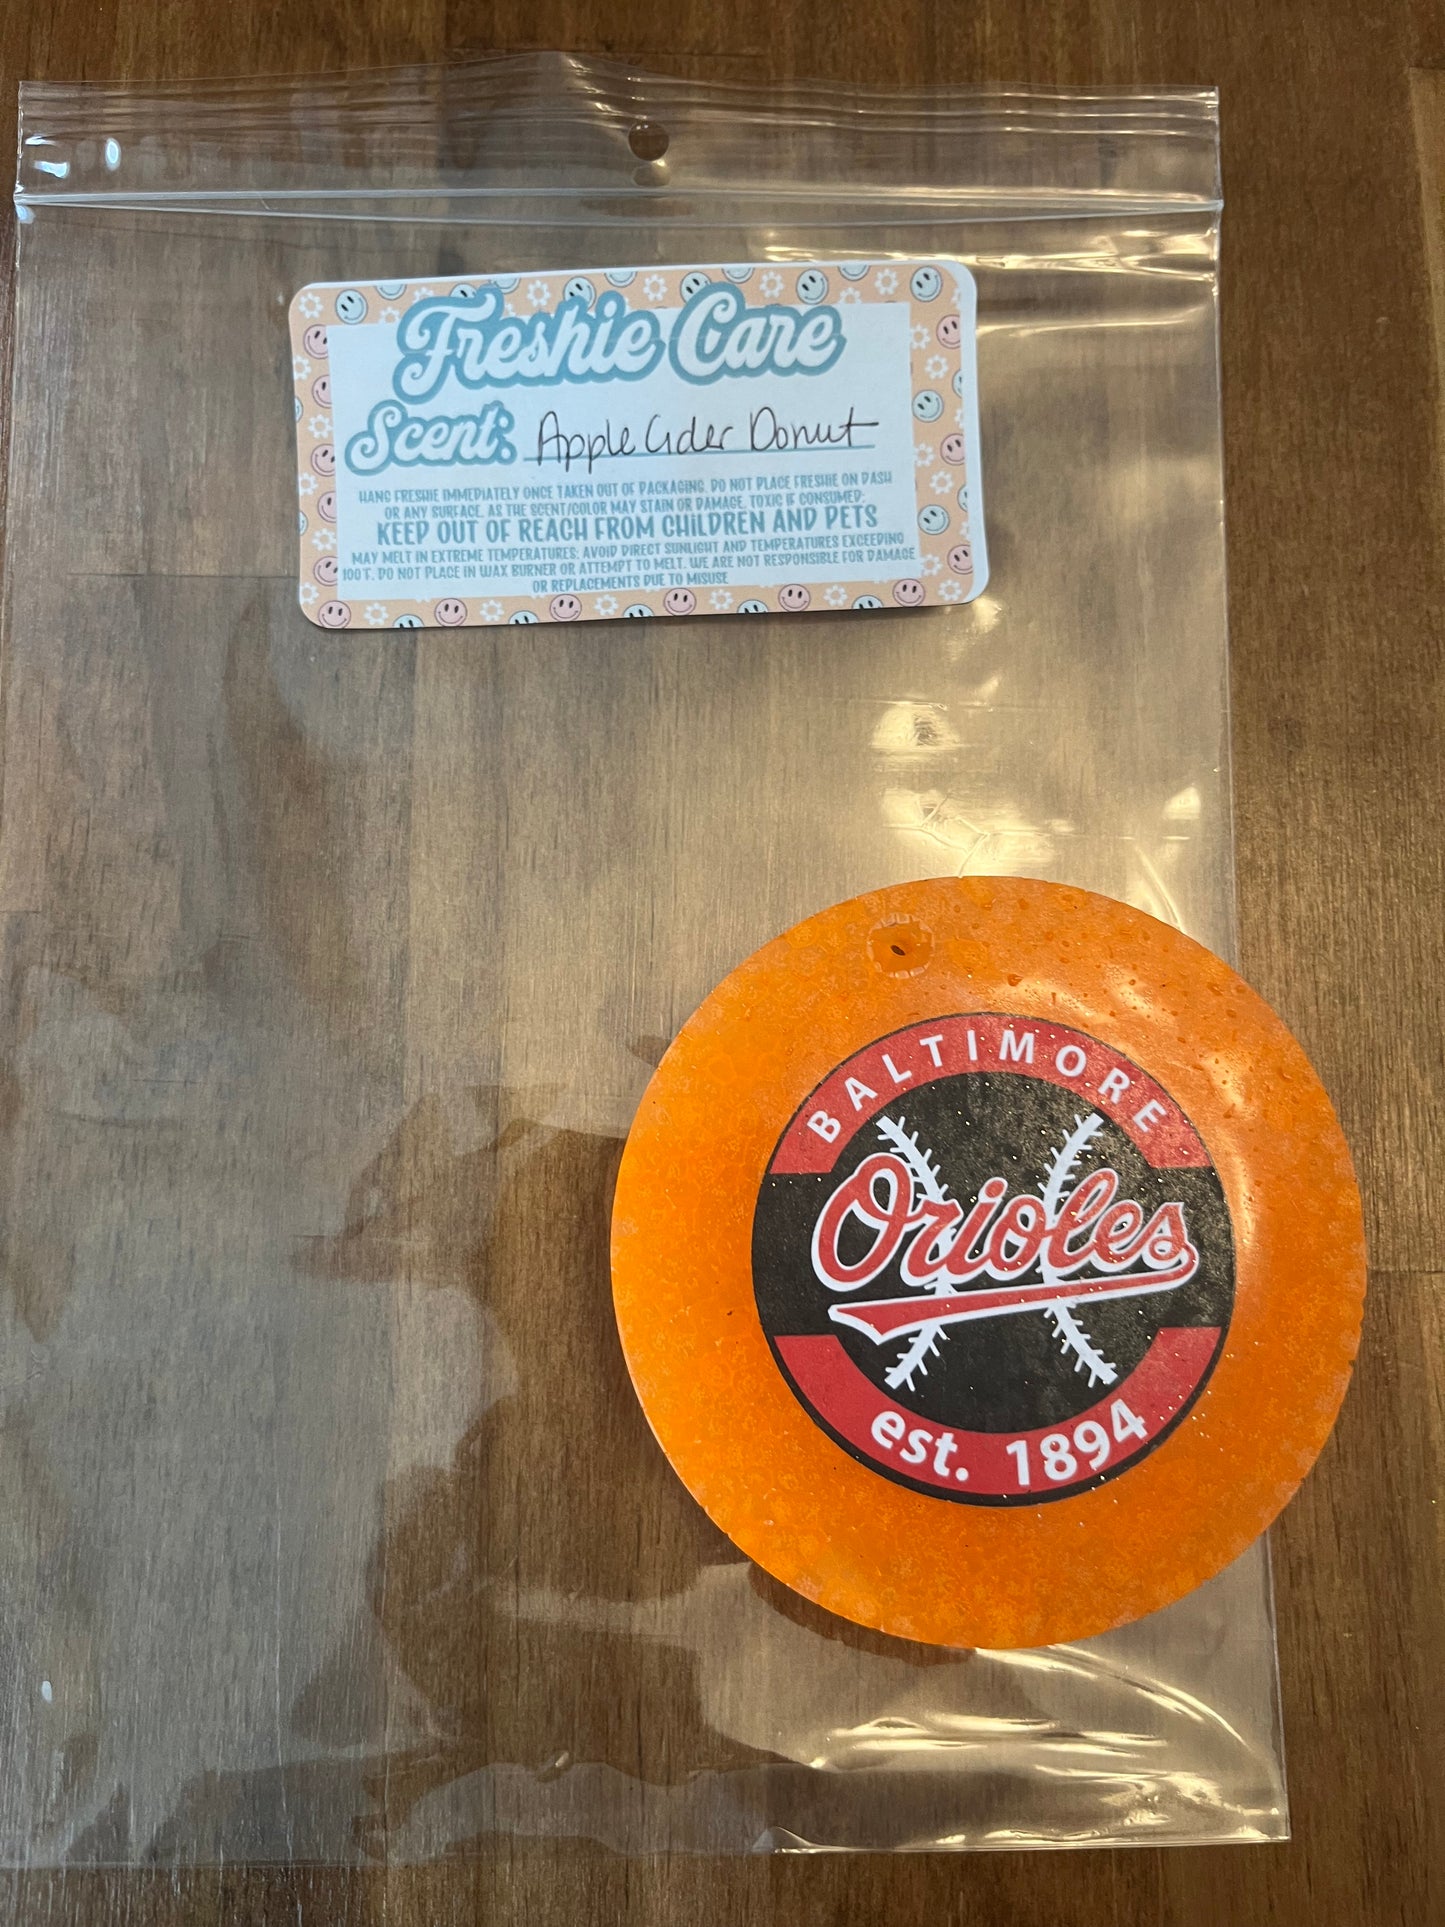 Freshie Care
Scent: Apple Cider Donut
HANG FRESHIE IMMEDIATELY ONCE TAKEN OUT OF PACKAGING. DO NOT PLACE FRESHIE ON DASH
OR ANY SURFACE, AS THE SCENT/COLOR MAY STAIN OR DAMAGE. TOXIC IF CONSUMED;
KEEP OUT OF REACH FROM CHILDREN AND PETS
MAY MELT IN EXTREME TEMPERATURES; AVOID DIRECT SUNLIGHT AND TEMPERATURES EXCEEDING
100°F. DO NOT PLACE IN WAX BURNER OR ATTEMPT TO MELT. WE ARE NOT RESPONSIBLE FOR DAMAGE
OR REPLACEMENTS DUE TO MISUSE
BALTIMORE
Orioles
est. 1894